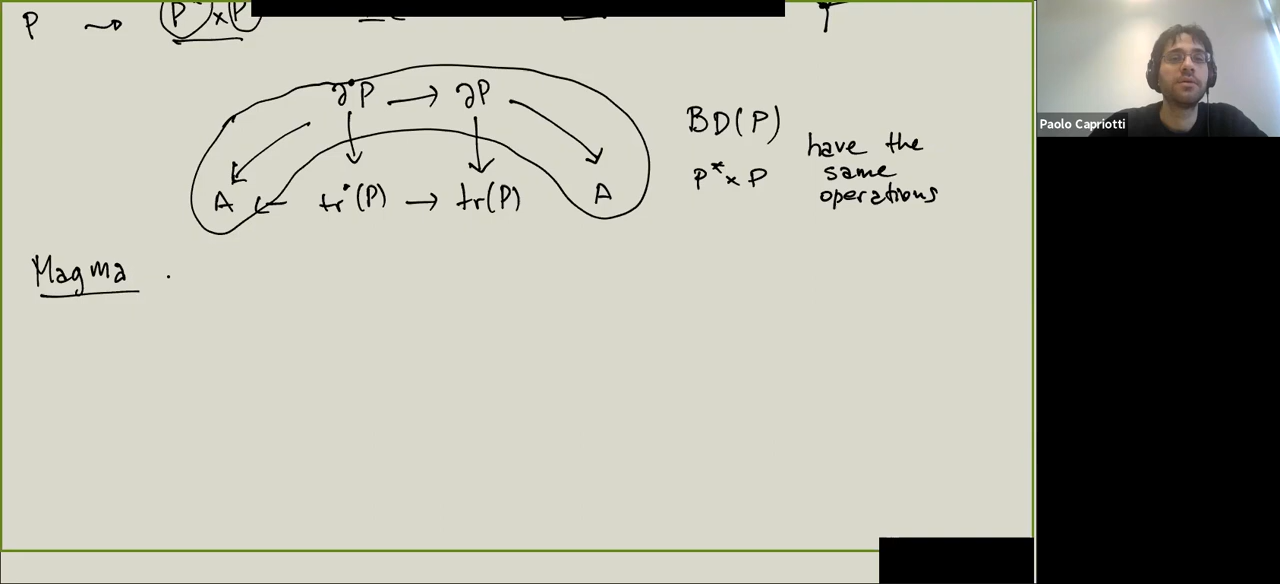 P ⇝ (P^* × P)
∂^•P → ∂P
BD(P)
have the
P^* × P
same
A ← tr^•(P) → tr(P) A
operations
Magma .
Paolo Capriotti